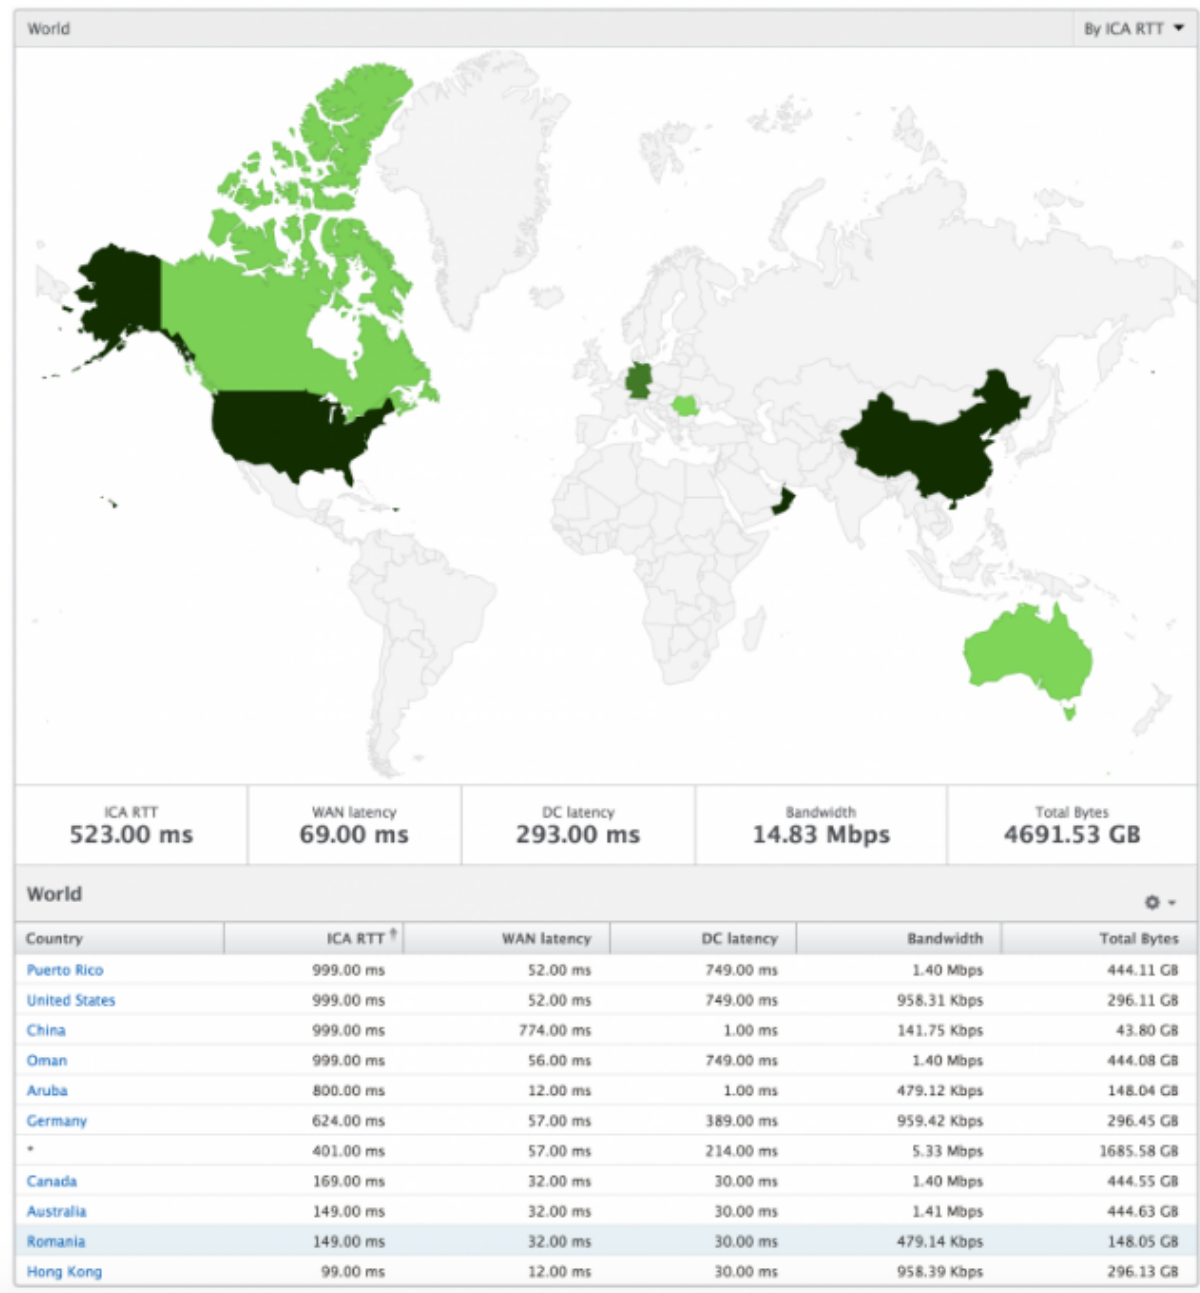 World By ICA RTT
ICA RTT WAN latency DC latency Bandwidth Total Bytes
523.00 ms 69.00 ms 293.00 ms 14.83 Mbps 4691.53 GB
World
Country ICA RTT WAN latency DC latency Bandwidth Total Bytes
Puerto Rico 999.00 ms 52.00 ms 749.00 ms 1.40 Mbps 444.11 GB
United States 999.00 ms 52.00 ms 749.00 ms 958.31 Kbps 296.11 GB
China 999.00 ms 774.00 ms 1.00 ms 141.75 Kbps 43.80 GB
Oman 999.00 ms 56.00 ms 749.00 ms 1.40 Mbps 444.08 GB
Aruba 800.00 ms 12.00 ms 1.00 ms 479.12 Kbps 148.04 GB
Germany 624.00 ms 57.00 ms 389.00 ms 959.42 Kbps 296.45 GB
* 401.00 ms 57.00 ms 214.00 ms 5.33 Mbps 1685.58 GB
Canada 169.00 ms 32.00 ms 30.00 ms 1.40 Mbps 444.55 GB
Australia 149.00 ms 32.00 ms 30.00 ms 1.41 Mbps 444.63 GB
Romania 149.00 ms 32.00 ms 30.00 ms 479.14 Kbps 148.05 GB
Hong Kong 99.00 ms 12.00 ms 30.00 ms 958.39 Kbps 296.13 GB